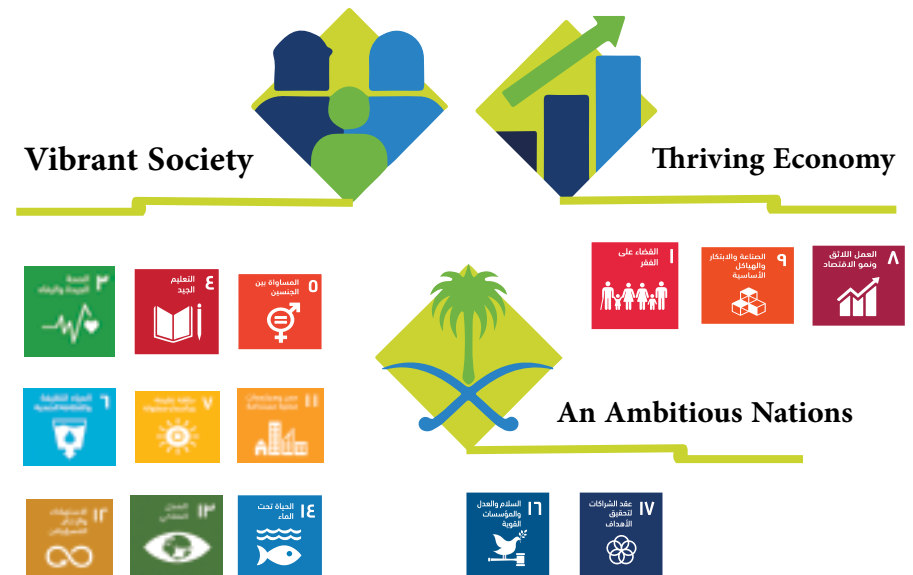 Vibrant Society
Thriving Economy
٣
٤
التعليم
الجيد
٥
المساواة بين
الجنسين
١
القضاء على
الفقر
٩
الصناعة والابتكار
والهياكل
الأساسية
٨
العمل اللائق
ونمو الاقتصاد
٦
المياه النظيفة
٧
١١
An Ambitious Nations
١٢
١٣
١٤
الحياة تحت
الماء
١٦
السلام والعدل
والمؤسسات
القوية
١٧
عقد الشراكات
لتحقيق
الأهداف